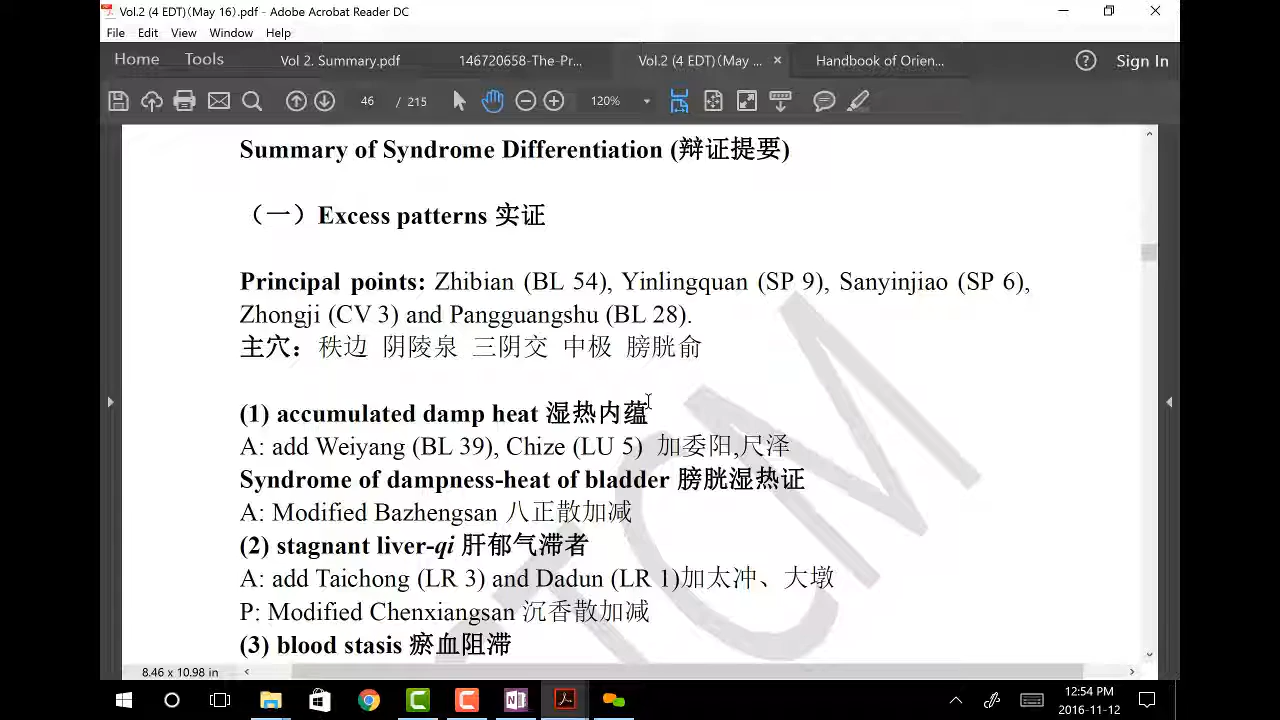 Vol.2 (4 EDT)(May 16).pdf - Adobe Acrobat Reader DC
File Edit View Window Help
Home Tools Vol 2. Summary.pdf 146720658-The-Pr... Vol.2 (4 EDT)(May ... × Handbook of Orien... Sign In
46 / 215 120%
Summary of Syndrome Differentiation (辩证提要)
（一）Excess patterns 实证
Principal points: Zhibian (BL 54), Yinlingquan (SP 9), Sanyinjiao (SP 6),
Zhongji (CV 3) and Pangguangshu (BL 28).
主穴：秩边 阴陵泉 三阴交 中极 膀胱俞
(1) accumulated damp heat 湿热内蕴
A: add Weiyang (BL 39), Chize (LU 5) 加委阳,尺泽
Syndrome of dampness-heat of bladder 膀胱湿热证
A: Modified Bazhengsan 八正散加减
(2) stagnant liver-qi 肝郁气滞者
A: add Taichong (LR 3) and Dadun (LR 1)加太冲、大墩
P: Modified Chenxiangsan 沉香散加减
(3) blood stasis 瘀血阻滞
TCM
8.46 x 10.98 in
12:54 PM
2016-11-12